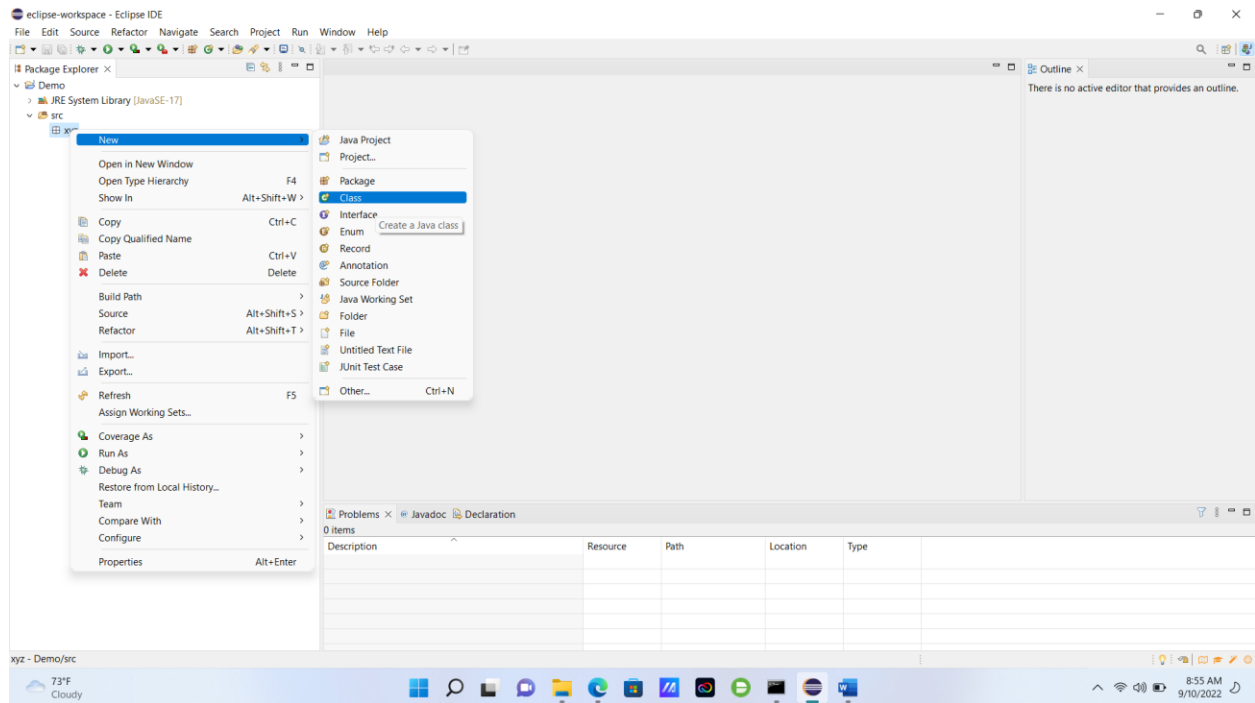 eclipse-workspace - Eclipse IDE
File Edit Source Refactor Navigate Search Project Run Window Help
Package Explorer
Outline
Demo
There is no active editor that provides an outline.
JRE System Library [JavaSE-17]
src
New
Open in New Window
Open Type Hierarchy F4
Show In Alt+Shift+W >
Copy Ctrl+C
Copy Qualified Name
Paste Ctrl+V
Delete Delete
Build Path >
Source Alt+Shift+S >
Refactor Alt+Shift+T >
Import...
Export...
Refresh F5
Assign Working Sets...
Coverage As >
Run As >
Debug As >
Restore from Local History...
Team >
Compare With >
Configure >
Properties Alt+Enter
Java Project
Project...
Package
Class
Interface
Create a Java class
Enum
Record
Annotation
Source Folder
Java Working Set
Folder
File
Untitled Text File
JUnit Test Case
Other... Ctrl+N
Problems Javadoc Declaration
0 items
Description Resource Path Location Type
xyz - Demo/src
73°F
Cloudy
8:55 AM
9/10/2022